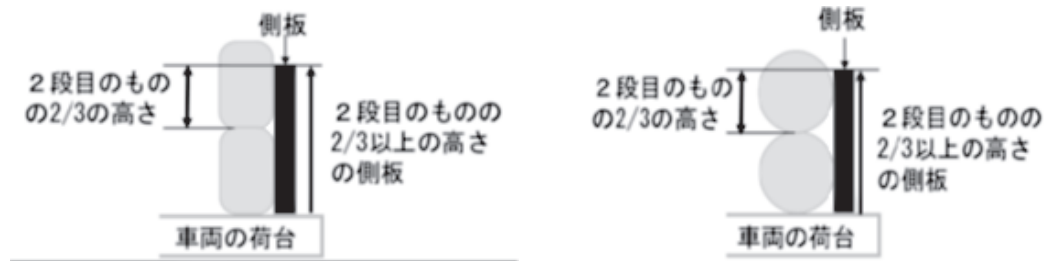 側板
２段目のもの
の2/3の高さ
２段目のものの
2/3以上の高さ
の側板
車両の荷台
側板
２段目のもの
の2/3の高さ
２段目のものの
2/3以上の高さ
の側板
車両の荷台